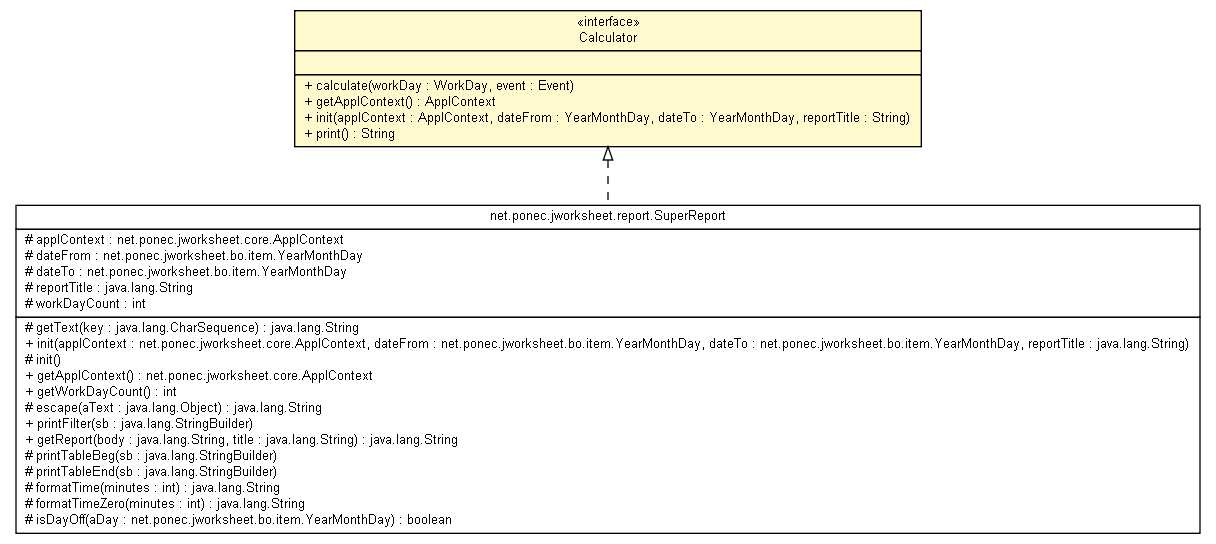 «interface»
Calculator
+ calculate(workDay : WorkDay, event : Event)
+ getApplContext() : ApplContext
+ init(applContext : ApplContext, dateFrom : YearMonthDay, dateTo : YearMonthDay, reportTitle : String)
+ print() : String
net.ponec.jworksheet.report.SuperReport
# applContext : net.ponec.jworksheet.core.ApplContext
# dateFrom : net.ponec.jworksheet.bo.item.YearMonthDay
# dateTo : net.ponec.jworksheet.bo.item.YearMonthDay
# reportTitle : java.lang.String
# workDayCount : int
# getText(key : java.lang.CharSequence) : java.lang.String
+ init(applContext : net.ponec.jworksheet.core.ApplContext, dateFrom : net.ponec.jworksheet.bo.item.YearMonthDay, dateTo : net.ponec.jworksheet.bo.item.YearMonthDay, reportTitle : java.lang.String)
# init()
+ getApplContext() : net.ponec.jworksheet.core.ApplContext
+ getWorkDayCount() : int
# escape(aText : java.lang.Object) : java.lang.String
+ printFilter(sb : java.lang.StringBuilder)
+ getReport(body : java.lang.String, title : java.lang.String) : java.lang.String
# printTableBeg(sb : java.lang.StringBuilder)
# printTableEnd(sb : java.lang.StringBuilder)
# formatTime(minutes : int) : java.lang.String
# formatTimeZero(minutes : int) : java.lang.String
# isDayOff(aDay : net.ponec.jworksheet.bo.item.YearMonthDay) : boolean